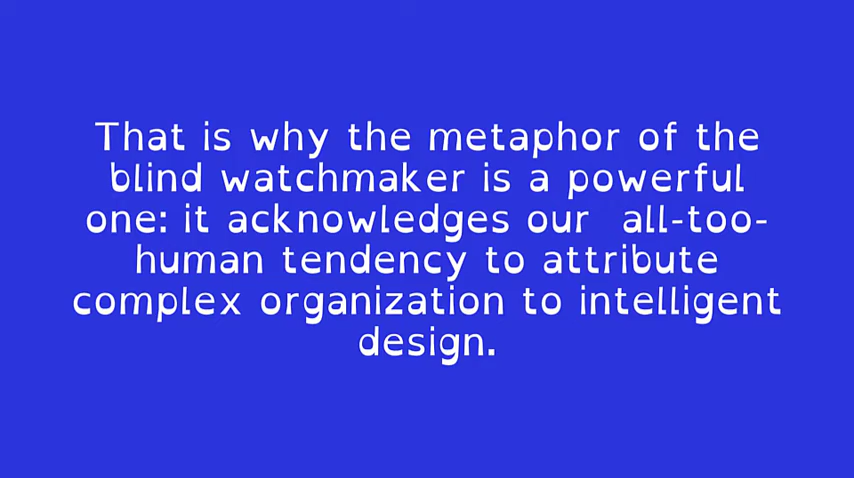 That is why the metaphor of the
blind watchmaker is a powerful
one: it acknowledges our  all-too-
human tendency to attribute
complex organization to intelligent
design.